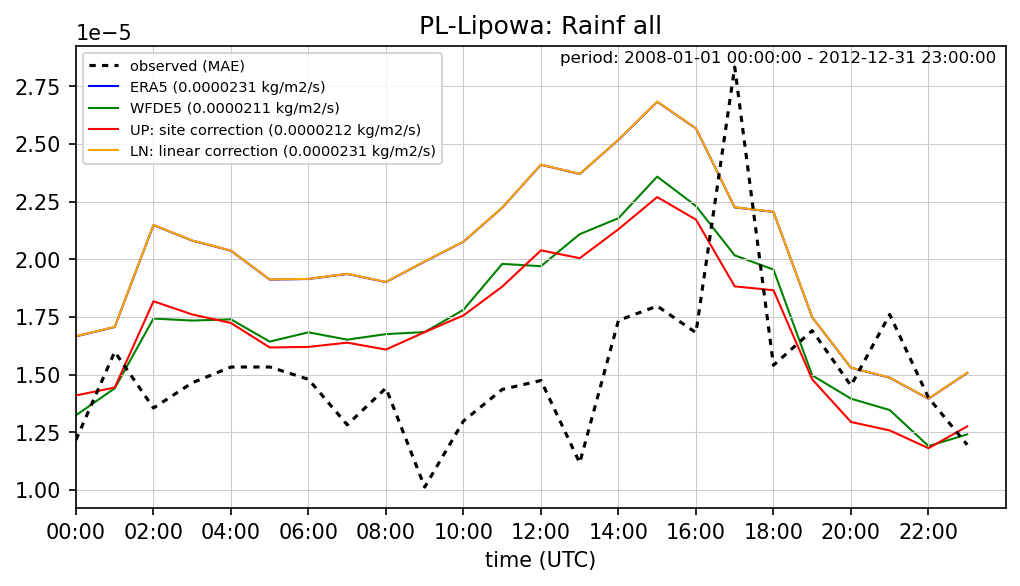 PL-Lipowa: Rainf all
1e−5
period: 2008-01-01 00:00:00 - 2012-12-31 23:00:00
observed (MAE)
ERA5 (0.0000231 kg/m2/s)
WFDE5 (0.0000211 kg/m2/s)
UP: site correction (0.0000212 kg/m2/s)
LN: linear correction (0.0000231 kg/m2/s)
2.75
2.50
2.25
2.00
1.75
1.50
1.25
1.00
00:00 02:00 04:00 06:00 08:00 10:00 12:00 14:00 16:00 18:00 20:00 22:00
time (UTC)